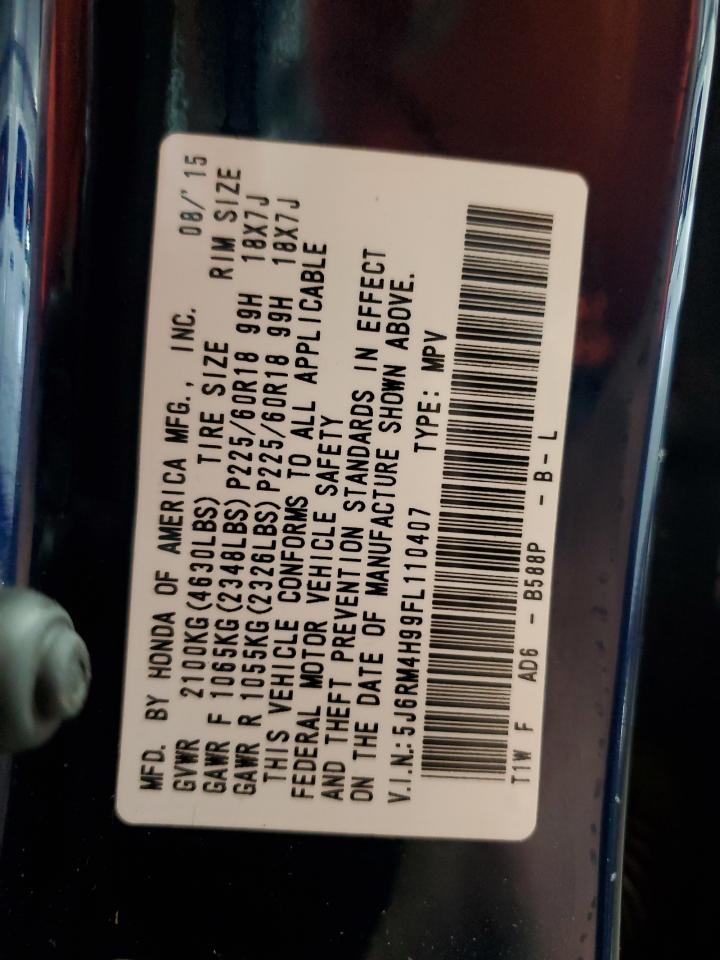 MFD. BY HONDA OF AMERICA MFG., INC. 08/'15
GVWR 2100KG(4630LBS) TIRE SIZE RIM SIZE
GAWR F 1065KG(2348LBS) P225/60R18 99H 18X7J
GAWR R 1055KG(2326LBS) P225/60R18 99H 18X7J
THIS VEHICLE CONFORMS TO ALL APPLICABLE
FEDERAL MOTOR VEHICLE SAFETY
AND THEFT PREVENTION STANDARDS IN EFFECT
ON THE DATE OF MANUFACTURE SHOWN ABOVE.
V.I.N.:5J6RM4H99FL110407 TYPE: MPV
T1W F AD6 - B588P - B - L